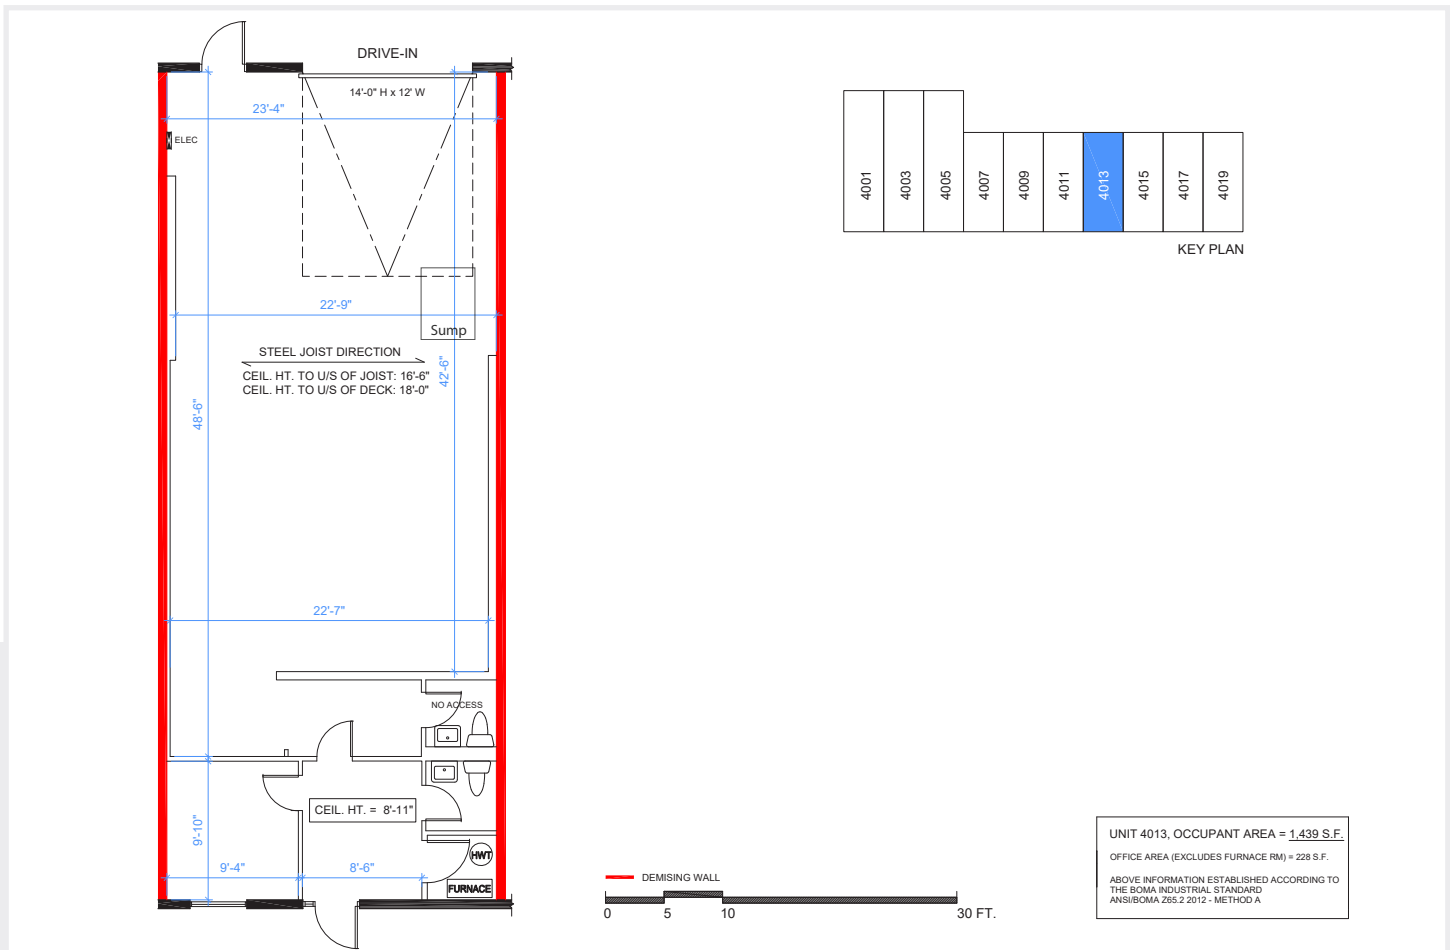 DRIVE-IN
14'-0" H x 12' W
23'-4"
ELEC
22'-9"
Sump
STEEL JOIST DIRECTION
CEIL. HT. TO U/S OF JOIST: 16'-6"
CEIL. HT. TO U/S OF DECK: 18'-0"
42'-6"
48'-6"
22'-7"
NO ACCESS
CEIL. HT. = 8'-11"
9'-10"
9'-4"
8'-6"
HWT
FURNACE
4001
4003
4005
4007
4009
4011
4013
4015
4017
4019
KEY PLAN
DEMISING WALL
0 5 10 30 FT.
UNIT 4013, OCCUPANT AREA = 1,439 S.F.
OFFICE AREA (EXCLUDES FURNACE RM) = 228 S.F.
ABOVE INFORMATION ESTABLISHED ACCORDING TO
THE BOMA INDUSTRIAL STANDARD
ANSI/BOMA Z65.2 2012 - METHOD A